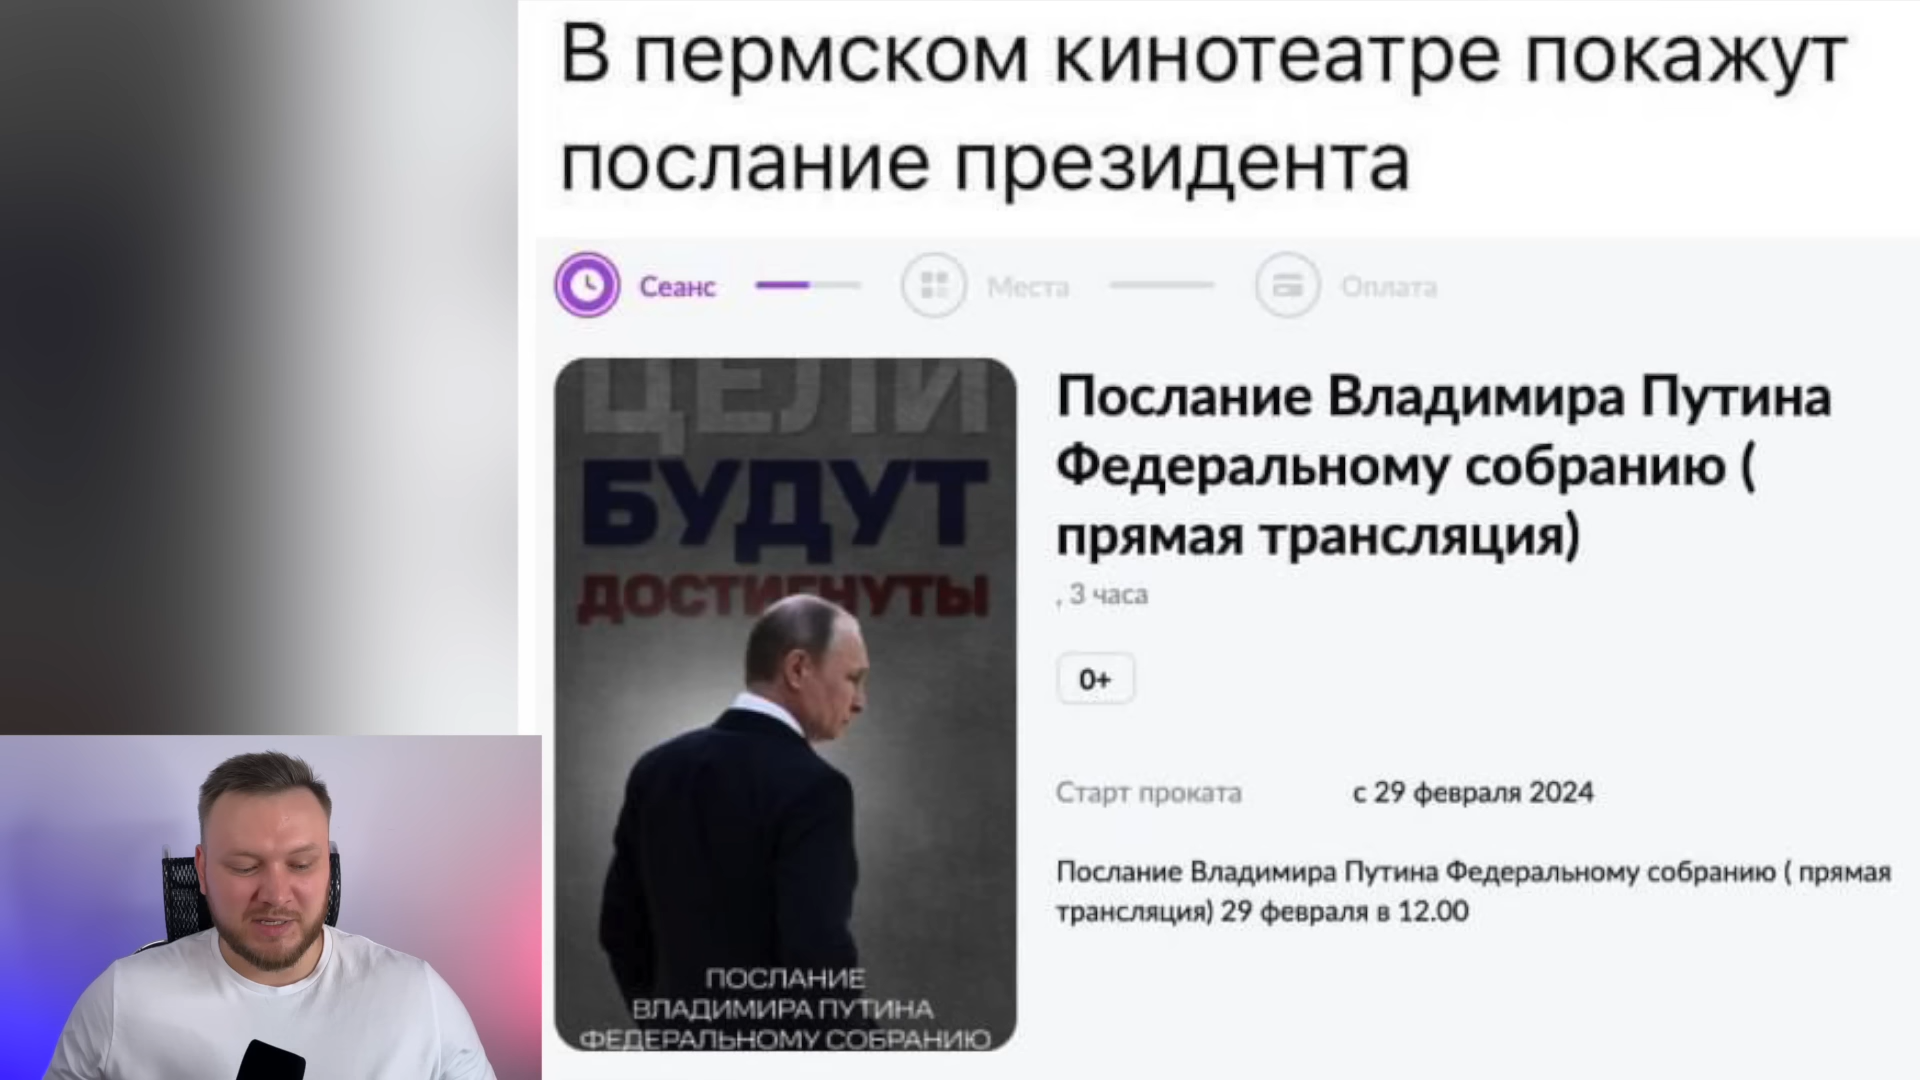 В пермском кинотеатре покажут
послание президента
Сеанс
Места
Оплата
ЦЕЛИ
БУДУТ
ДОСТИГНУТЫ
ПОСЛАНИЕ
ВЛАДИМИРА ПУТИНА
ФЕДЕРАЛЬНОМУ СОБРАНИЮ
Послание Владимира Путина
Федеральному собранию (
прямая трансляция)
, 3 часа
0+
Старт проката с 29 февраля 2024
Послание Владимира Путина Федеральному собранию ( прямая
трансляция) 29 февраля в 12.00